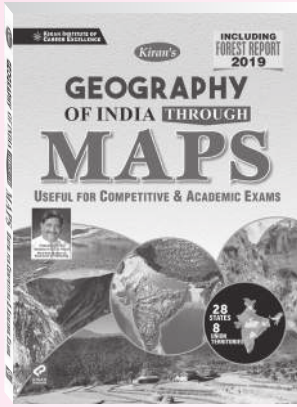 KIRAN INSTITUTE OF
CAREER EXCELLENCE
Kiran's
INCLUDING
FOREST REPORT
2019
GEOGRAPHY
OF INDIA THROUGH
MAPS
USEFUL FOR COMPETITIVE & ACADEMIC EXAMS
28
STATES
8
UNION
TERRITORIES